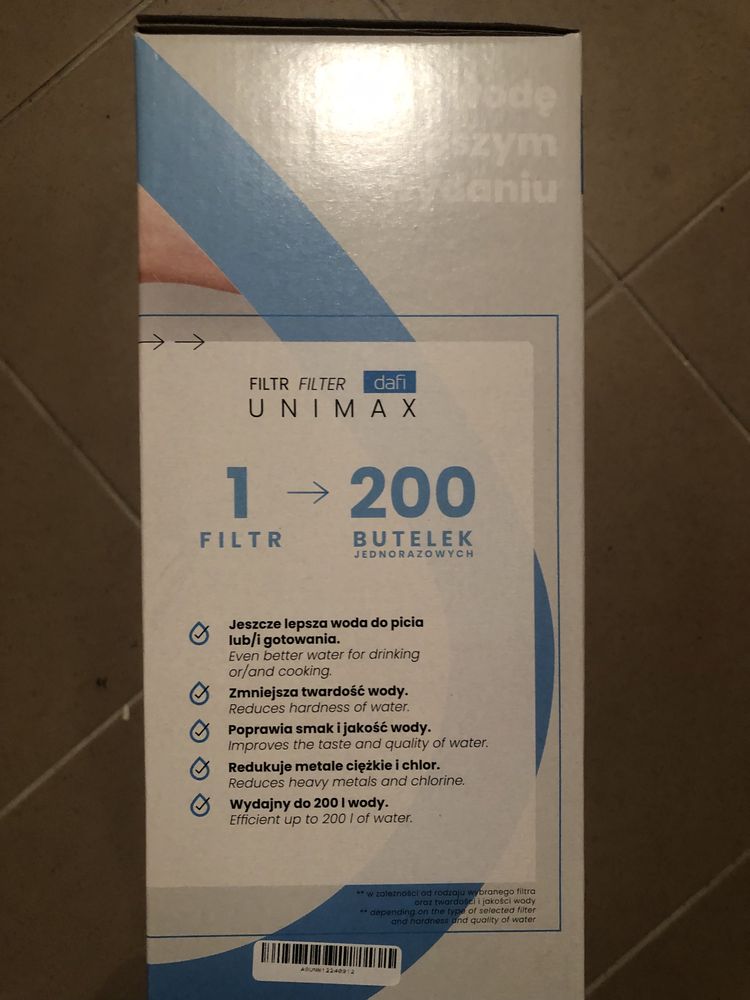 wodę
szym
wydaniu
FILTR FILTER dafi
UNIMAX
1 → 200
FILTR BUTELEK
JEDNORAZOWYCH
Jeszcze lepsza woda do picia
lub/i gotowania.
Even better water for drinking
or/and cooking.
Zmniejsza twardość wody.
Reduces hardness of water.
Poprawia smak i jakość wody.
Improves the taste and quality of water.
Redukuje metale ciężkie i chlor.
Reduces heavy metals and chlorine.
Wydajny do 200 l wody.
Efficient up to 200 l of water.
** w zależności od rodzaju wybranego filtra
oraz twardości i jakości wody
** depending on the type of selected filter
and hardness and quality of water